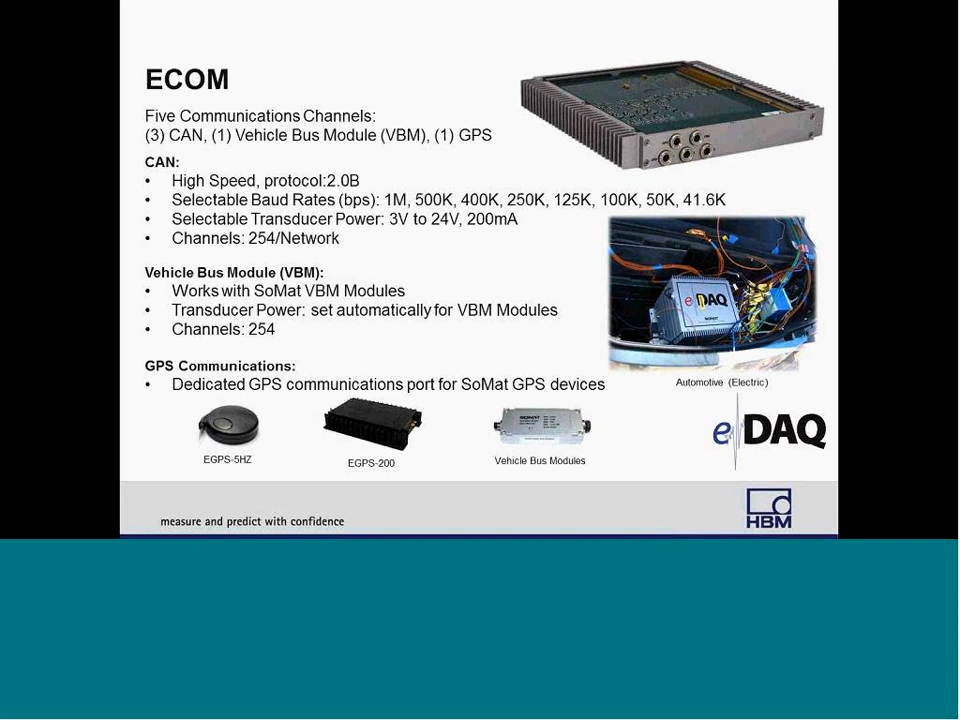 ECOM
Five Communications Channels:
(3) CAN, (1) Vehicle Bus Module (VBM), (1) GPS
CAN:
• High Speed, protocol:2.0B
• Selectable Baud Rates (bps): 1M, 500K, 400K, 250K, 125K, 100K, 50K, 41.6K
• Selectable Transducer Power: 3V to 24V, 200mA
• Channels: 254/Network
Vehicle Bus Module (VBM):
• Works with SoMat VBM Modules
• Transducer Power: set automatically for VBM Modules
• Channels: 254
GPS Communications:
• Dedicated GPS communications port for SoMat GPS devices
eDAQ
Automotive (Electric)
EGPS-5HZ
EGPS-200
Vehicle Bus Modules
eDAQ
measure and predict with confidence
HBM